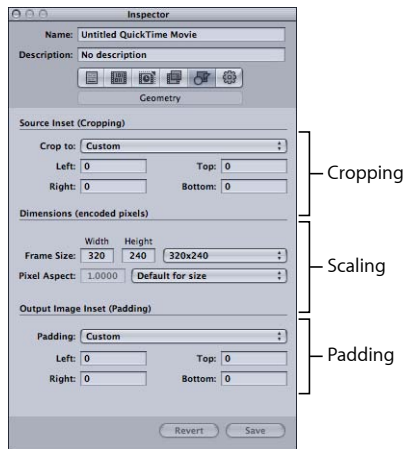 Inspector
Name: Untitled QuickTime Movie
Description: No description
Geometry
Source Inset (Cropping)
Crop to: Custom
Left: 0 Top: 0
Right: 0 Bottom: 0
Cropping
Dimensions (encoded pixels)
Width Height
Frame Size: 320 240 320x240
Pixel Aspect: 1.0000 Default for size
Scaling
Output Image Inset (Padding)
Padding: Custom
Left: 0 Top: 0
Right: 0 Bottom: 0
Padding
Revert Save